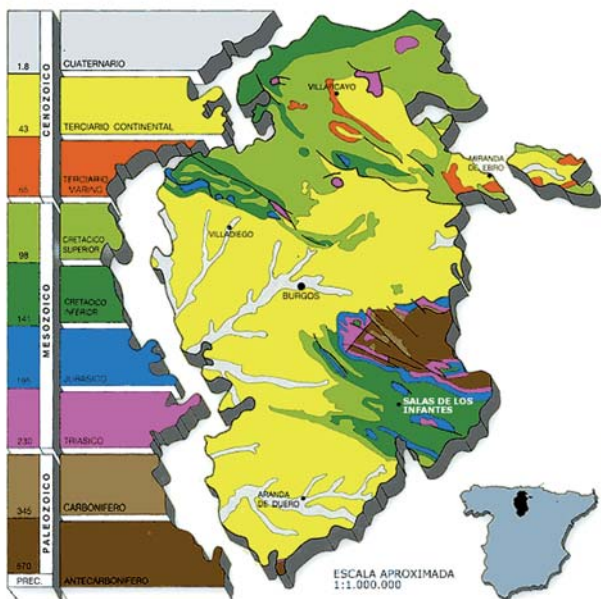 1.8
43
65
98
141
195
230
345
570
PREC.
CENOZOICO
MESOZOICO
PALEOZOICO
CUATERNARIO
TERCIARIO CONTINENTAL
TERCIARIO
MARINO
CRETACICO
SUPERIOR
CRETACICO
INFERIOR
JURASICO
TRIASICO
CARBONIFERO
ANTECARBONIFERO
VILLARCAYO
MIRANDA
DE EBRO
VILLADIEGO
BURGOS
SALAS DE LOS
INFANTES
ARANDA
DE DUERO
ESCALA APROXIMADA
1:1.000.000